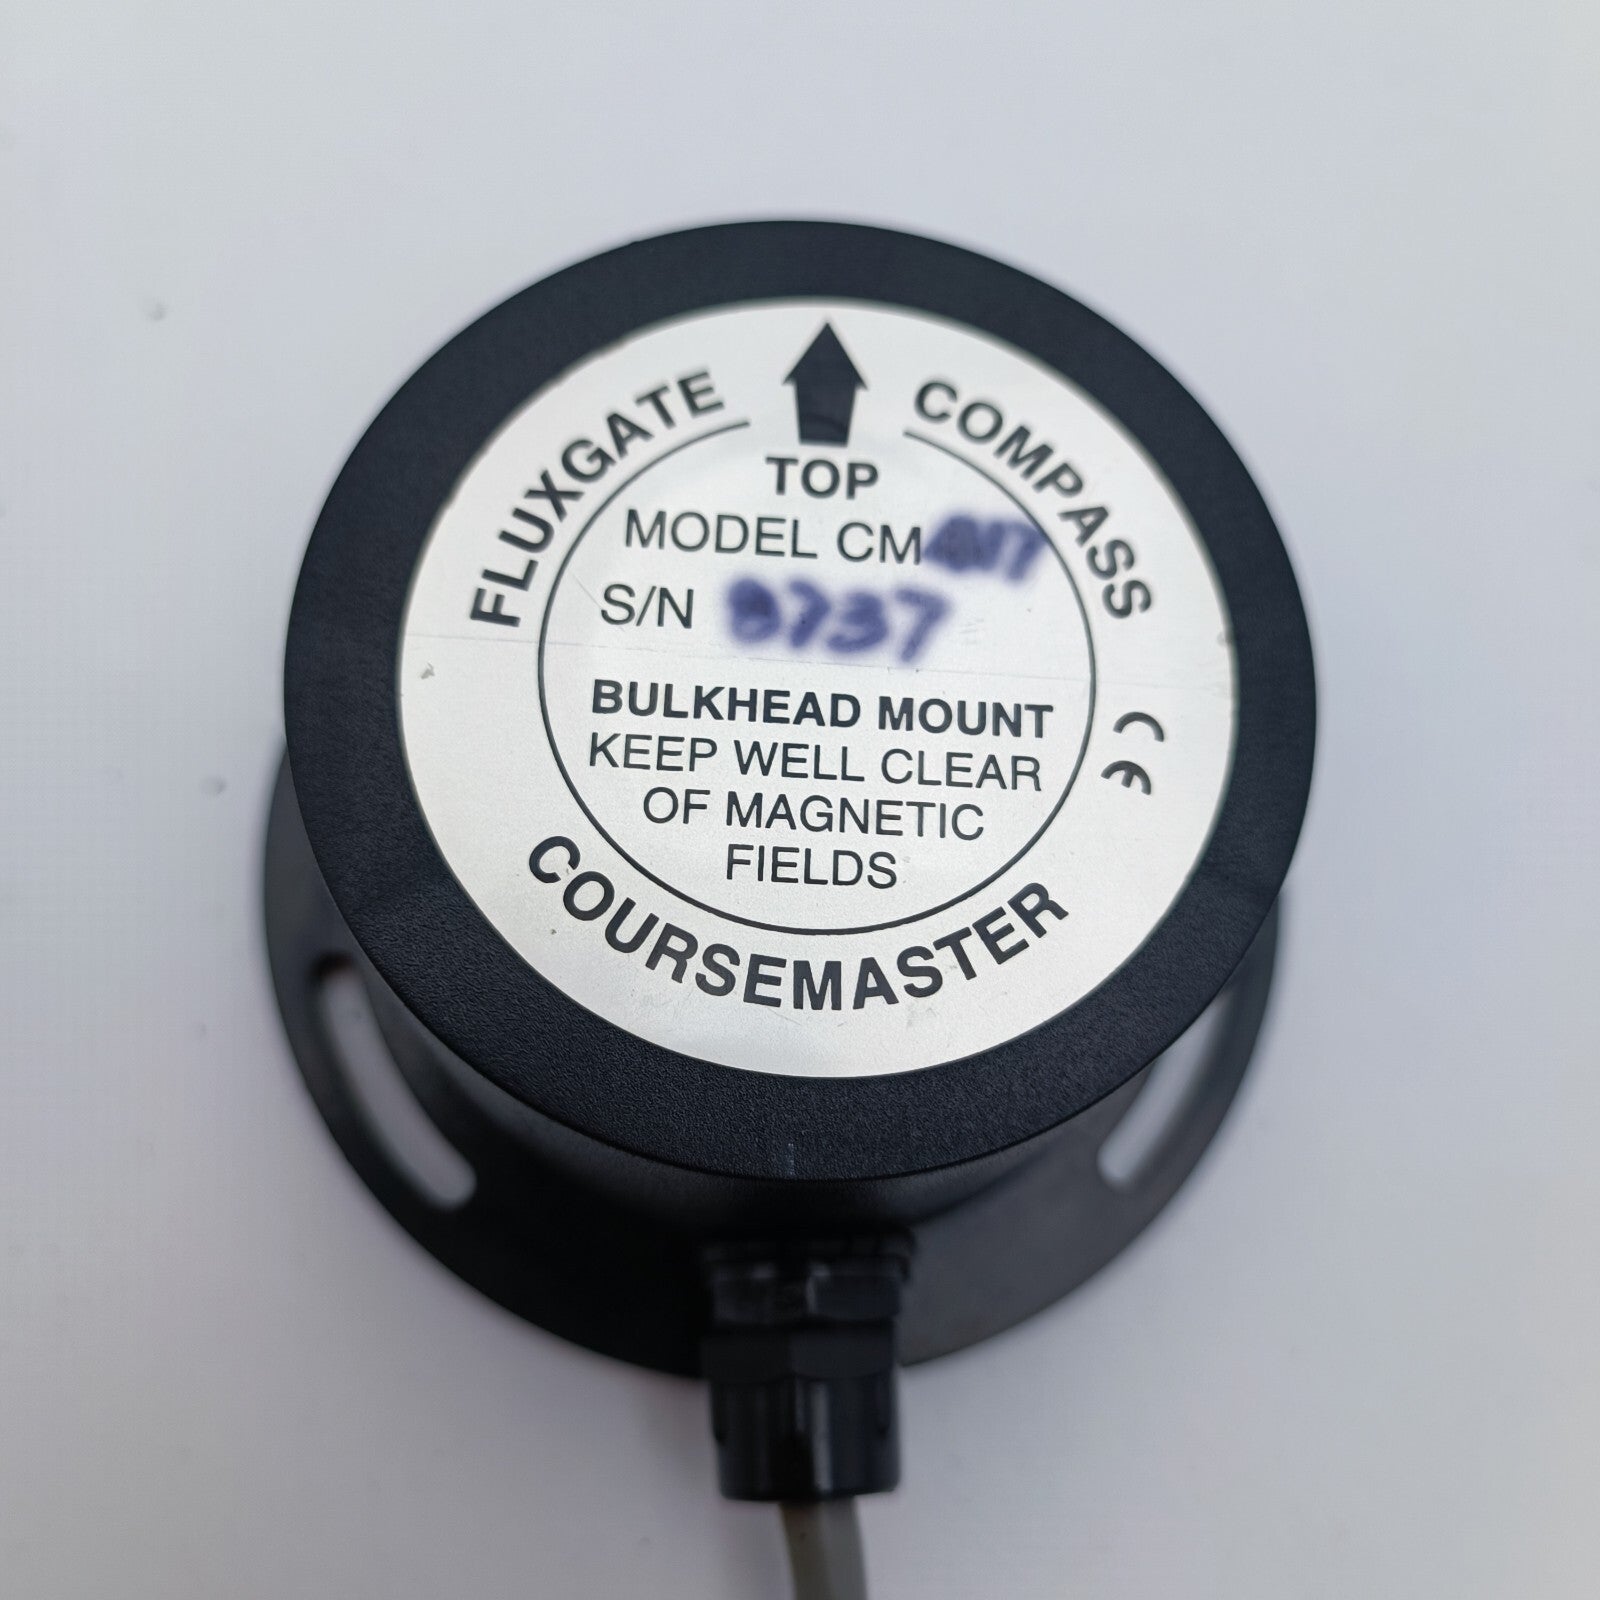 FLUXGATE COMPASS
TOP
MODEL CM
S/N
BULKHEAD MOUNT
KEEP WELL CLEAR
OF MAGNETIC
FIELDS
CE
COURSEMASTER